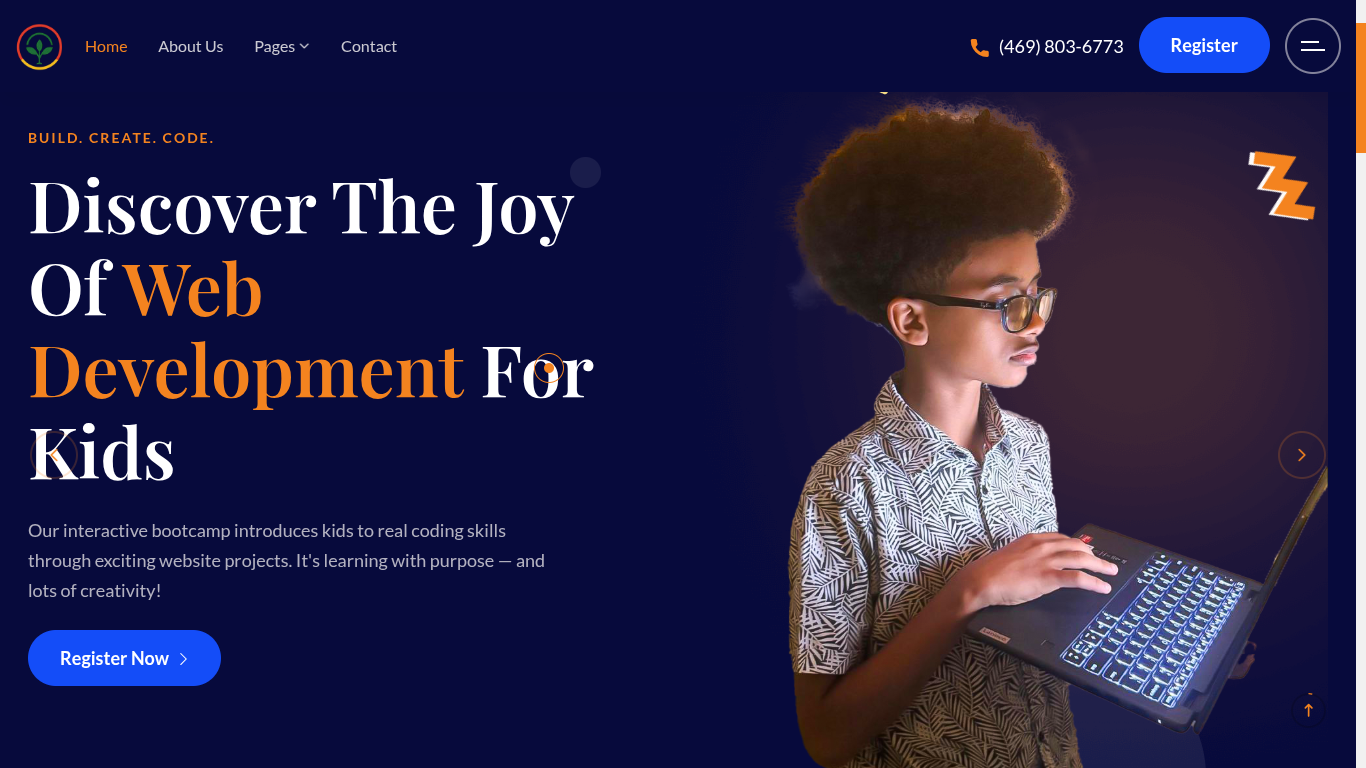 Home About Us Pages Contact (469) 803-6773 Register
BUILD. CREATE. CODE.
Discover The Joy
Of Web
Development For
Kids
Our interactive bootcamp introduces kids to real coding skills
through exciting website projects. It's learning with purpose — and
lots of creativity!
Register Now
Lenovo